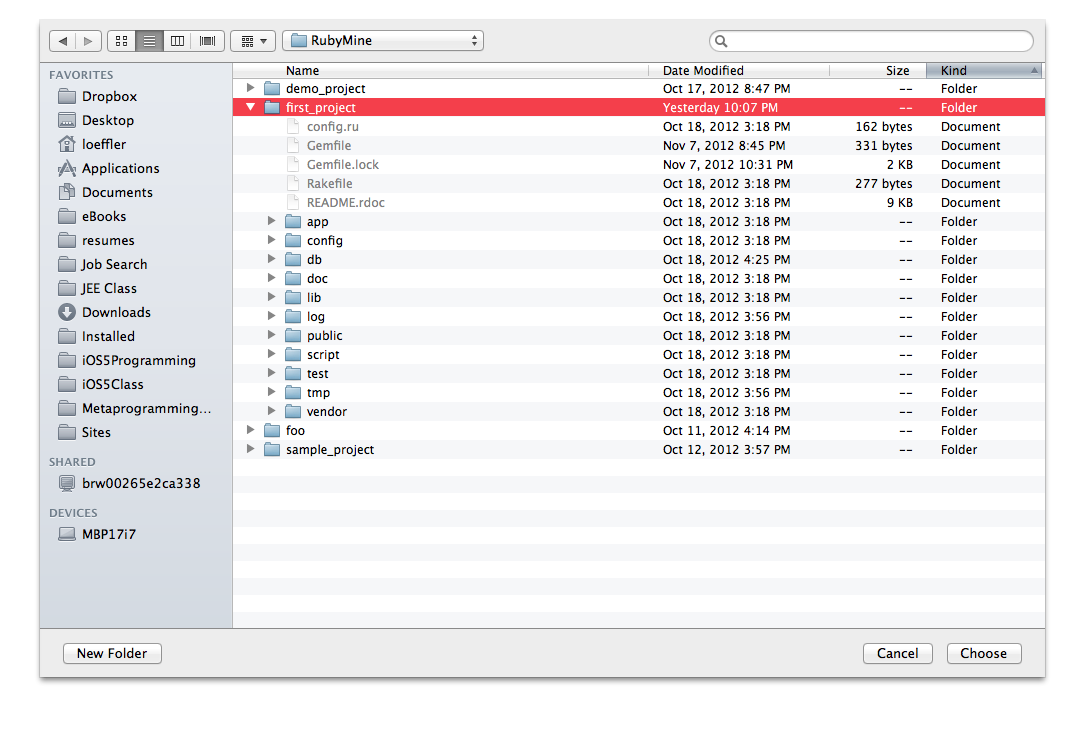 RubyMine
FAVORITES
Dropbox
Desktop
loeffler
Applications
Documents
eBooks
resumes
Job Search
JEE Class
Downloads
Installed
iOS5Programming
iOS5Class
Metaprogramming...
Sites
SHARED
brw00265e2ca338
DEVICES
MBP17i7
Name Date Modified Size Kind
demo_project Oct 17, 2012 8:47 PM -- Folder
first_project Yesterday 10:07 PM -- Folder
config.ru Oct 18, 2012 3:18 PM 162 bytes Document
Gemfile Nov 7, 2012 8:45 PM 331 bytes Document
Gemfile.lock Nov 7, 2012 10:31 PM 2 KB Document
Rakefile Oct 18, 2012 3:18 PM 277 bytes Document
README.rdoc Oct 18, 2012 3:18 PM 9 KB Document
app Oct 18, 2012 3:18 PM -- Folder
config Oct 18, 2012 3:18 PM -- Folder
db Oct 18, 2012 4:25 PM -- Folder
doc Oct 18, 2012 3:18 PM -- Folder
lib Oct 18, 2012 3:18 PM -- Folder
log Oct 18, 2012 3:56 PM -- Folder
public Oct 18, 2012 3:18 PM -- Folder
script Oct 18, 2012 3:18 PM -- Folder
test Oct 18, 2012 3:18 PM -- Folder
tmp Oct 18, 2012 3:56 PM -- Folder
vendor Oct 18, 2012 3:18 PM -- Folder
foo Oct 11, 2012 4:14 PM -- Folder
sample_project Oct 12, 2012 3:57 PM -- Folder
New Folder Cancel Choose